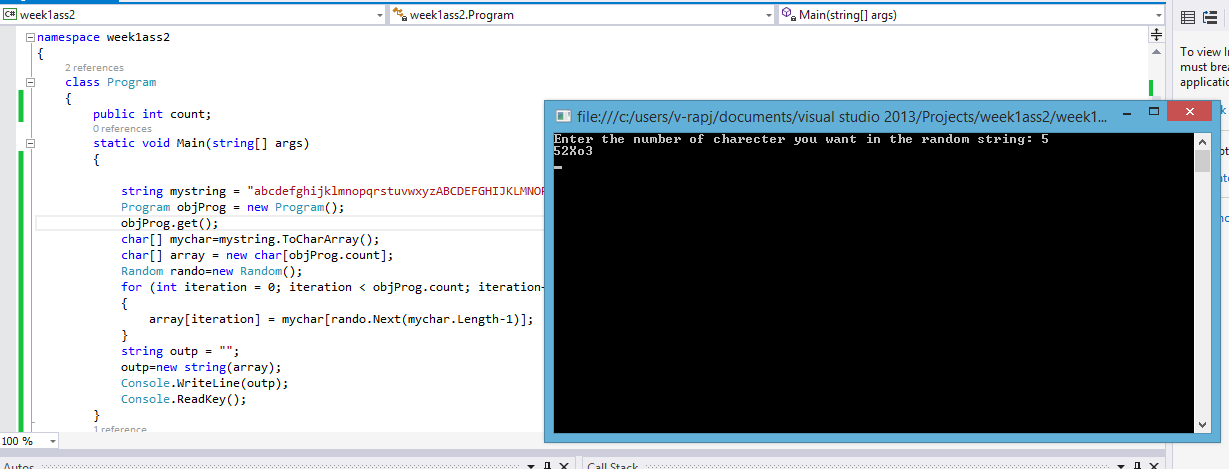 week1ass2 week1ass2.Program Main(string[] args)
namespace week1ass2
{
2 references
class Program
{
public int count;
0 references
static void Main(string[] args)
{
string mystring = "abcdefghijklmnopqrstuvwxyzABCDEFGHIJKLMNOP
Program objProg = new Program();
objProg.get();
char[] mychar=mystring.ToCharArray();
char[] array = new char[objProg.count];
Random rando=new Random();
for (int iteration = 0; iteration < objProg.count; iteration
{
array[iteration] = mychar[rando.Next(mychar.Length-1)];
}
string outp = "";
outp=new string(array);
Console.WriteLine(outp);
Console.ReadKey();
}
1 reference
100 %
Autos
Call Stack
file:///c:/users/v-rapj/documents/visual studio 2013/Projects/week1ass2/week1...
Enter the number of charecter you want in the random string: 5
52Xo3
To view I
must brea
applicatio